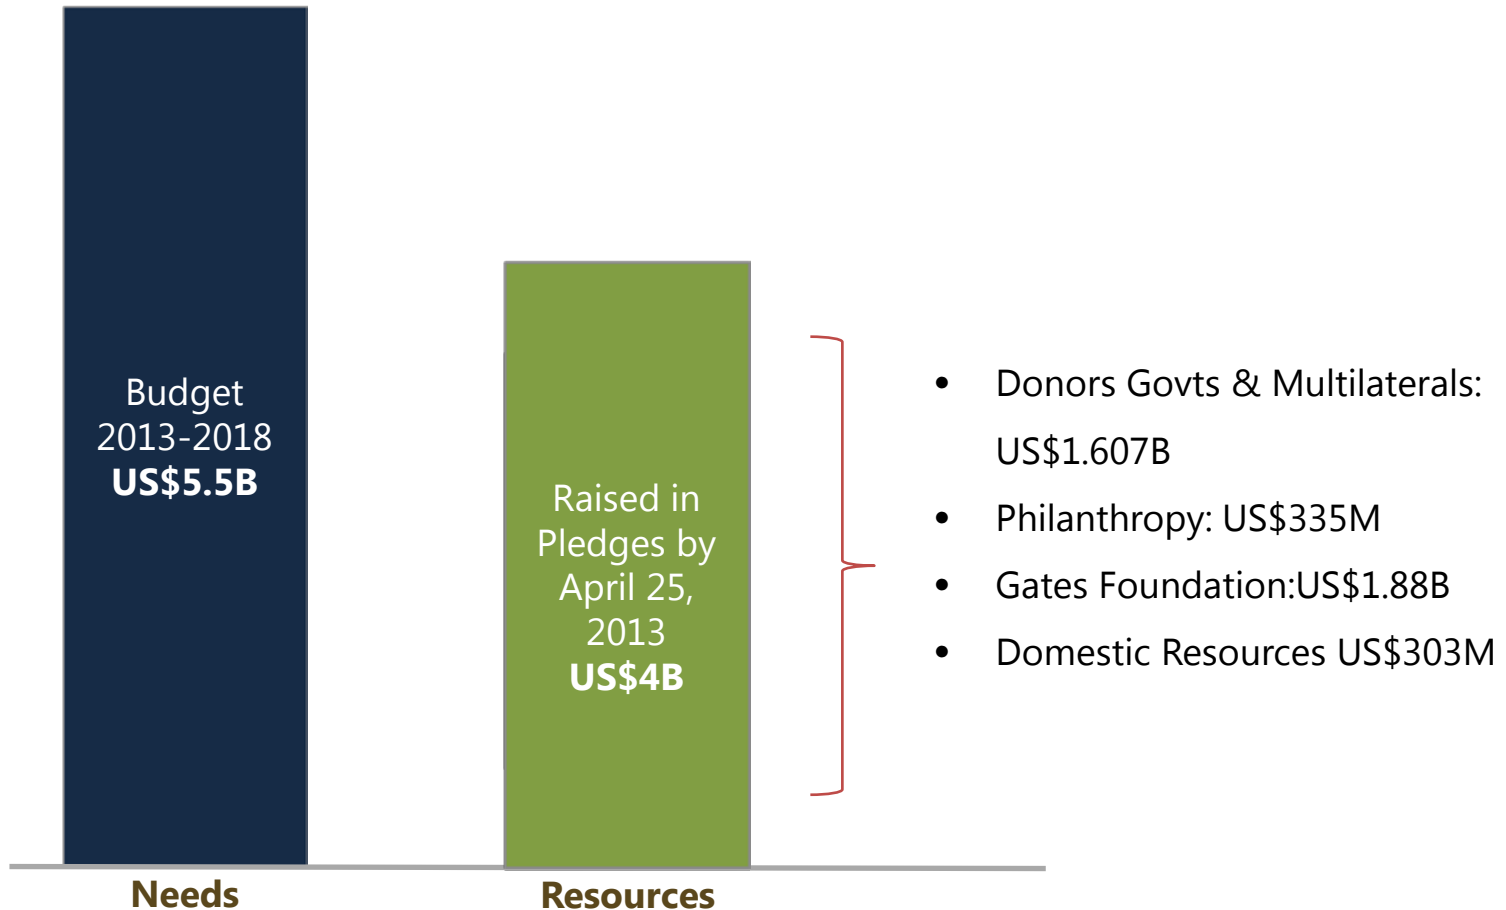 Budget
2013-2018
US$5.5B
Needs
Raised in
Pledges by
April 25,
2013
US$4B
Resources
• Donors Govts & Multilaterals:
US$1.607B
• Philanthropy: US$335M
• Gates Foundation:US$1.88B
• Domestic Resources US$303M